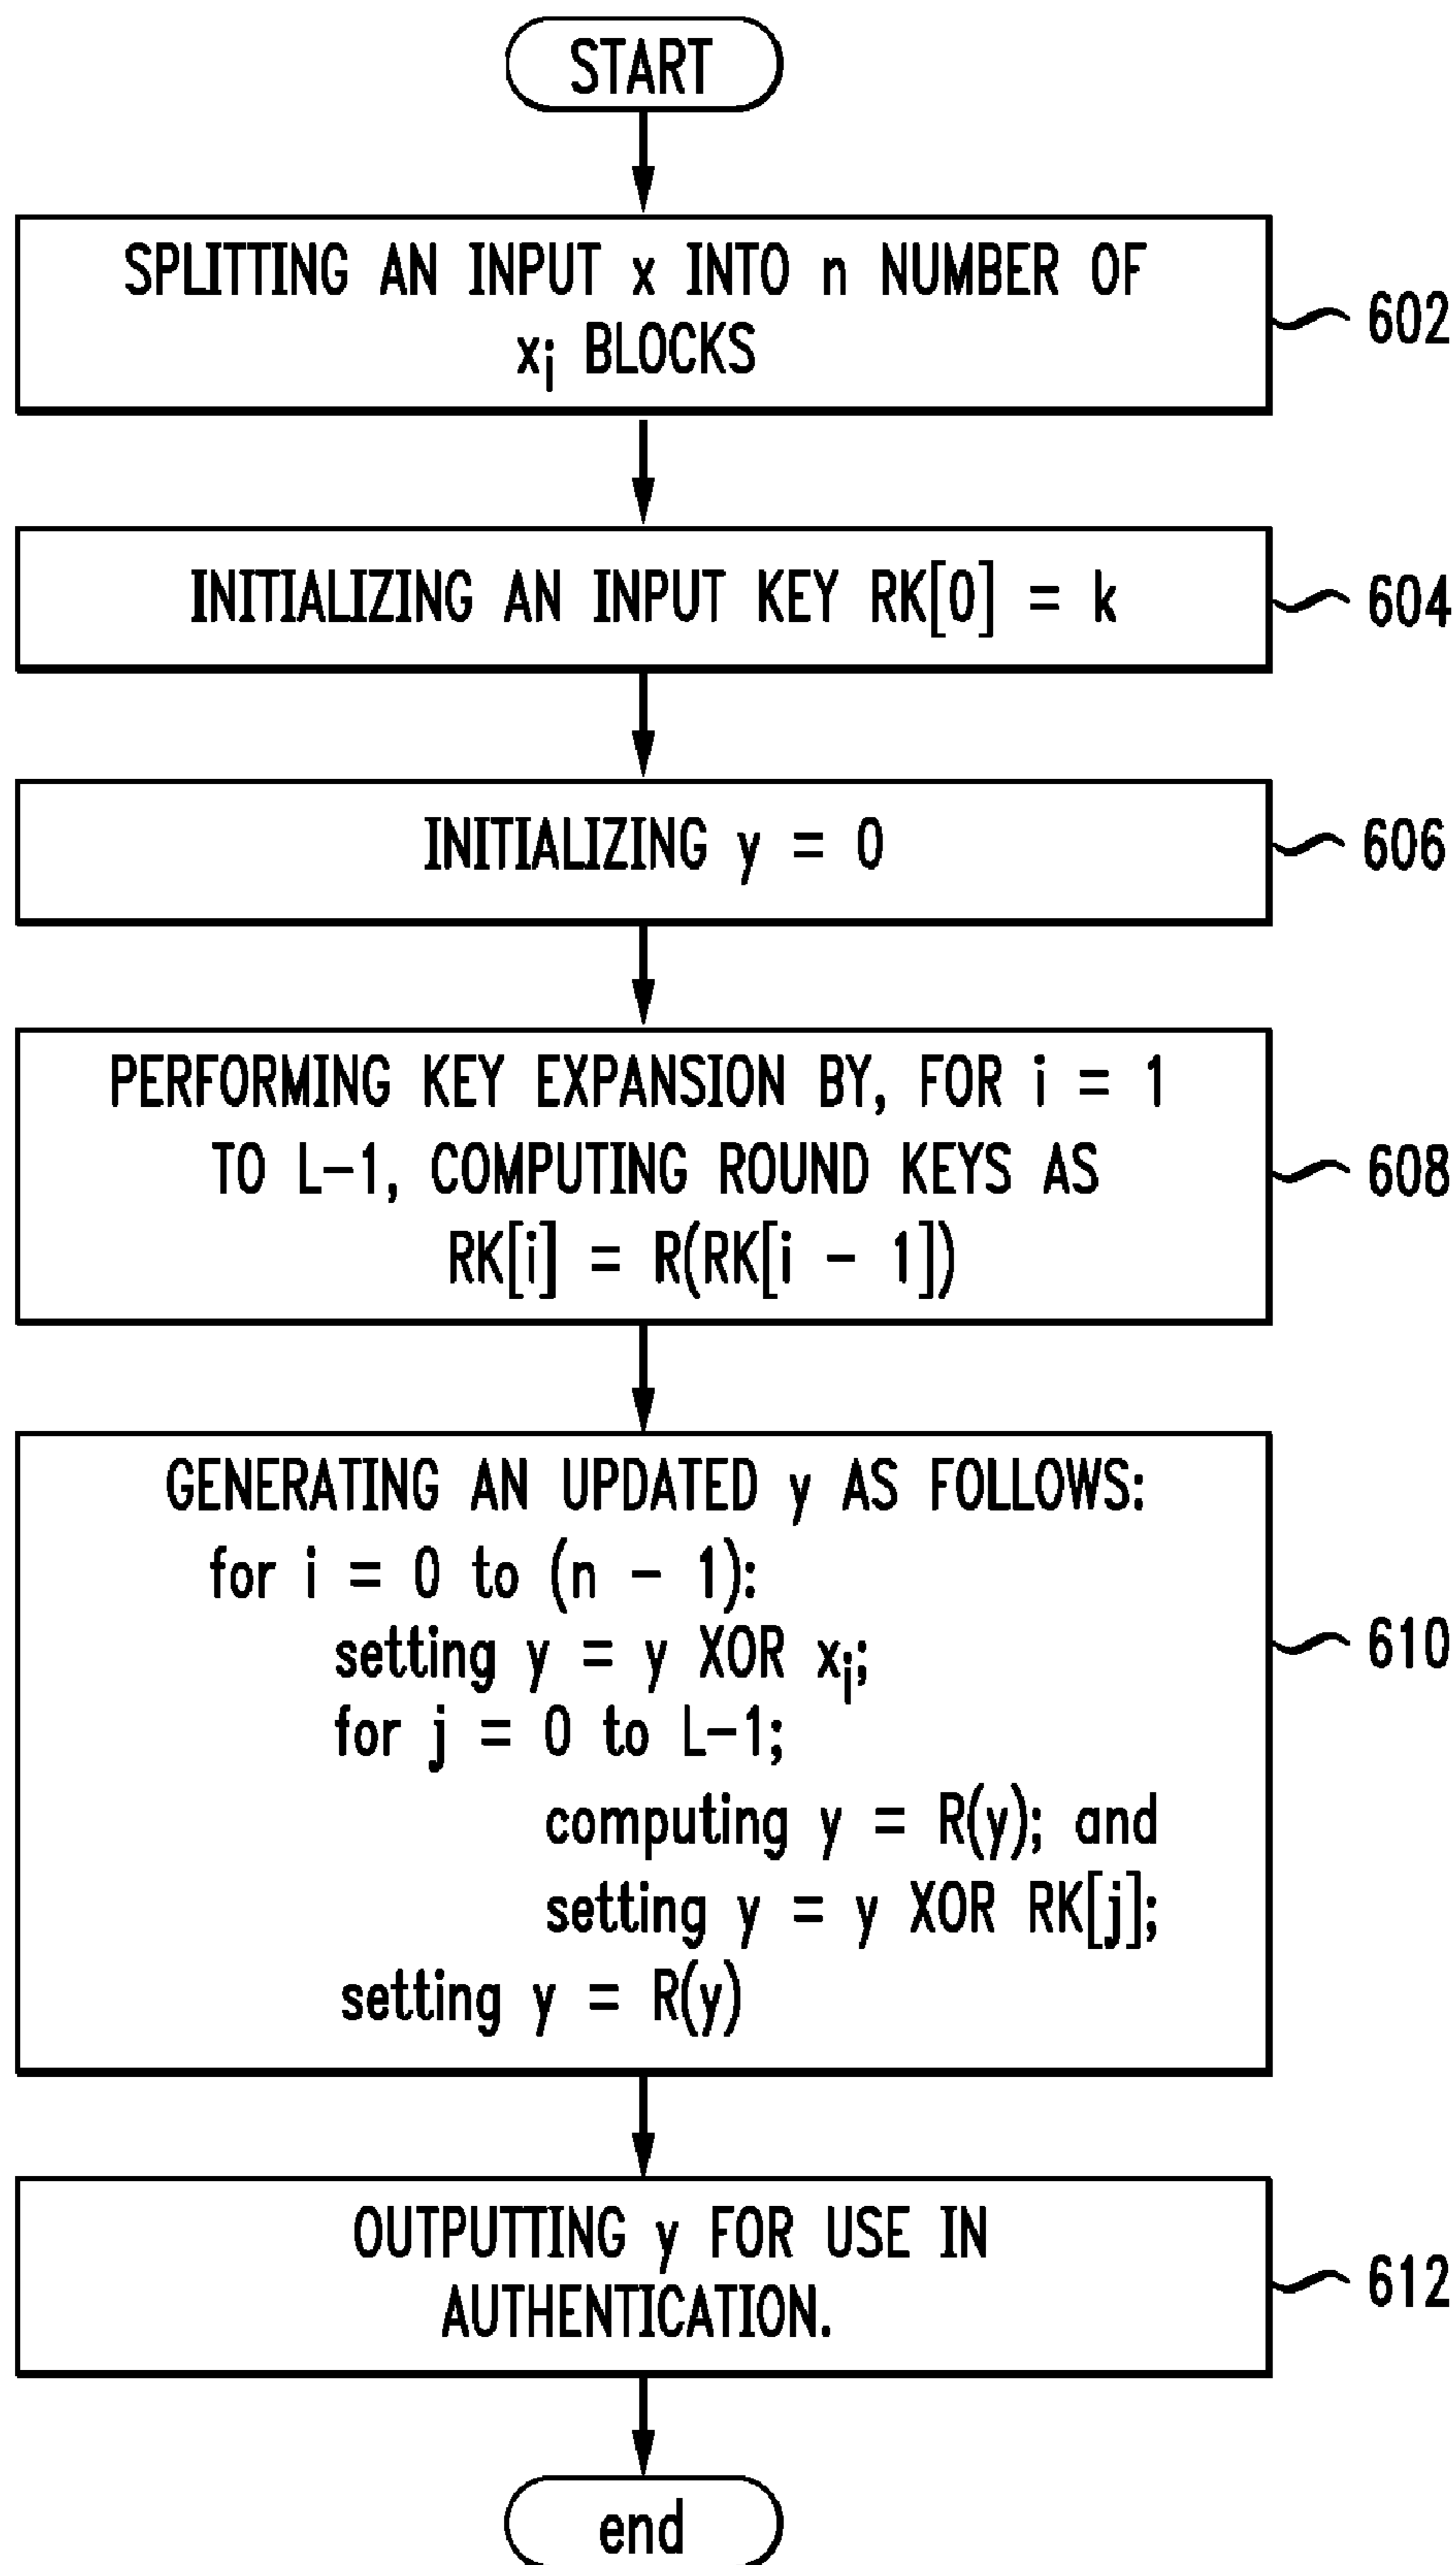 START
SPLITTING AN INPUT x INTO n NUMBER OF
xi BLOCKS
602
INITIALIZING AN INPUT KEY RK[0] = k
604
INITIALIZING y = 0
606
PERFORMING KEY EXPANSION BY, FOR i = 1
TO L-1, COMPUTING ROUND KEYS AS
RK[i] = R(RK[i - 1])
608
GENERATING AN UPDATED y AS FOLLOWS:
for i = 0 to (n - 1):
setting y = y XOR xi;
for j = 0 to L-1;
computing y = R(y); and
setting y = y XOR RK[j];
setting y = R(y)
610
OUTPUTTING y FOR USE IN
AUTHENTICATION.
612
end